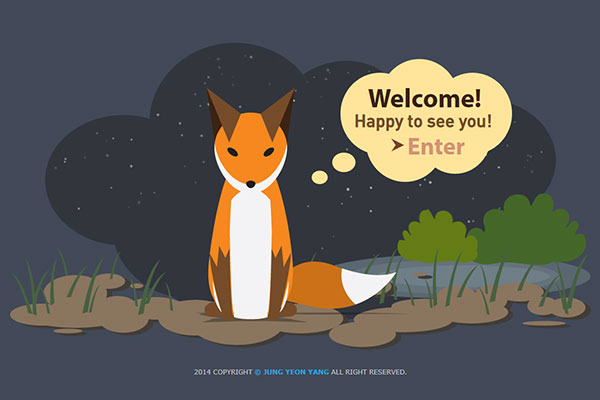 Welcome!
Happy to see you!
Enter
2014 COPYRIGHT © JUNG YEON YANG ALL RIGHT RESERVED.